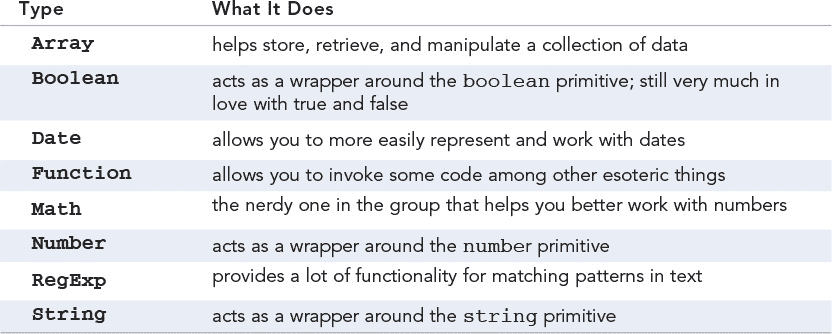 Type What It Does
Array helps store, retrieve, and manipulate a collection of data
Boolean acts as a wrapper around the boolean primitive; still very much in
love with true and false
Date allows you to more easily represent and work with dates
Function allows you to invoke some code among other esoteric things
Math the nerdy one in the group that helps you better work with numbers
Number acts as a wrapper around the number primitive
RegExp provides a lot of functionality for matching patterns in text
String acts as a wrapper around the string primitive